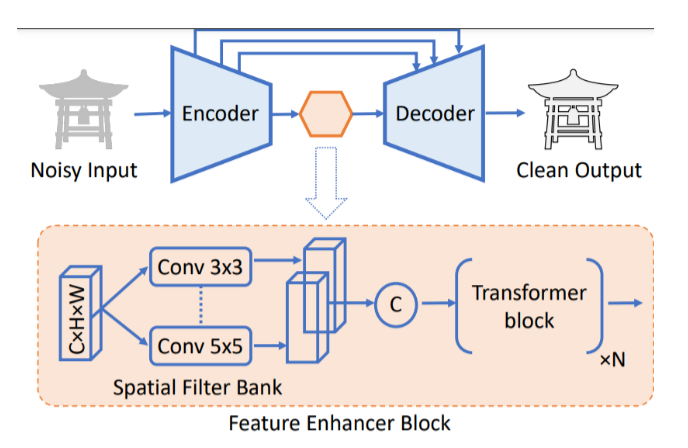 Encoder
Decoder
Noisy Input
Clean Output
C×H×W
Conv 3x3
Conv 5x5
Spatial Filter Bank
C
Transformer
block
×N
Feature Enhancer Block